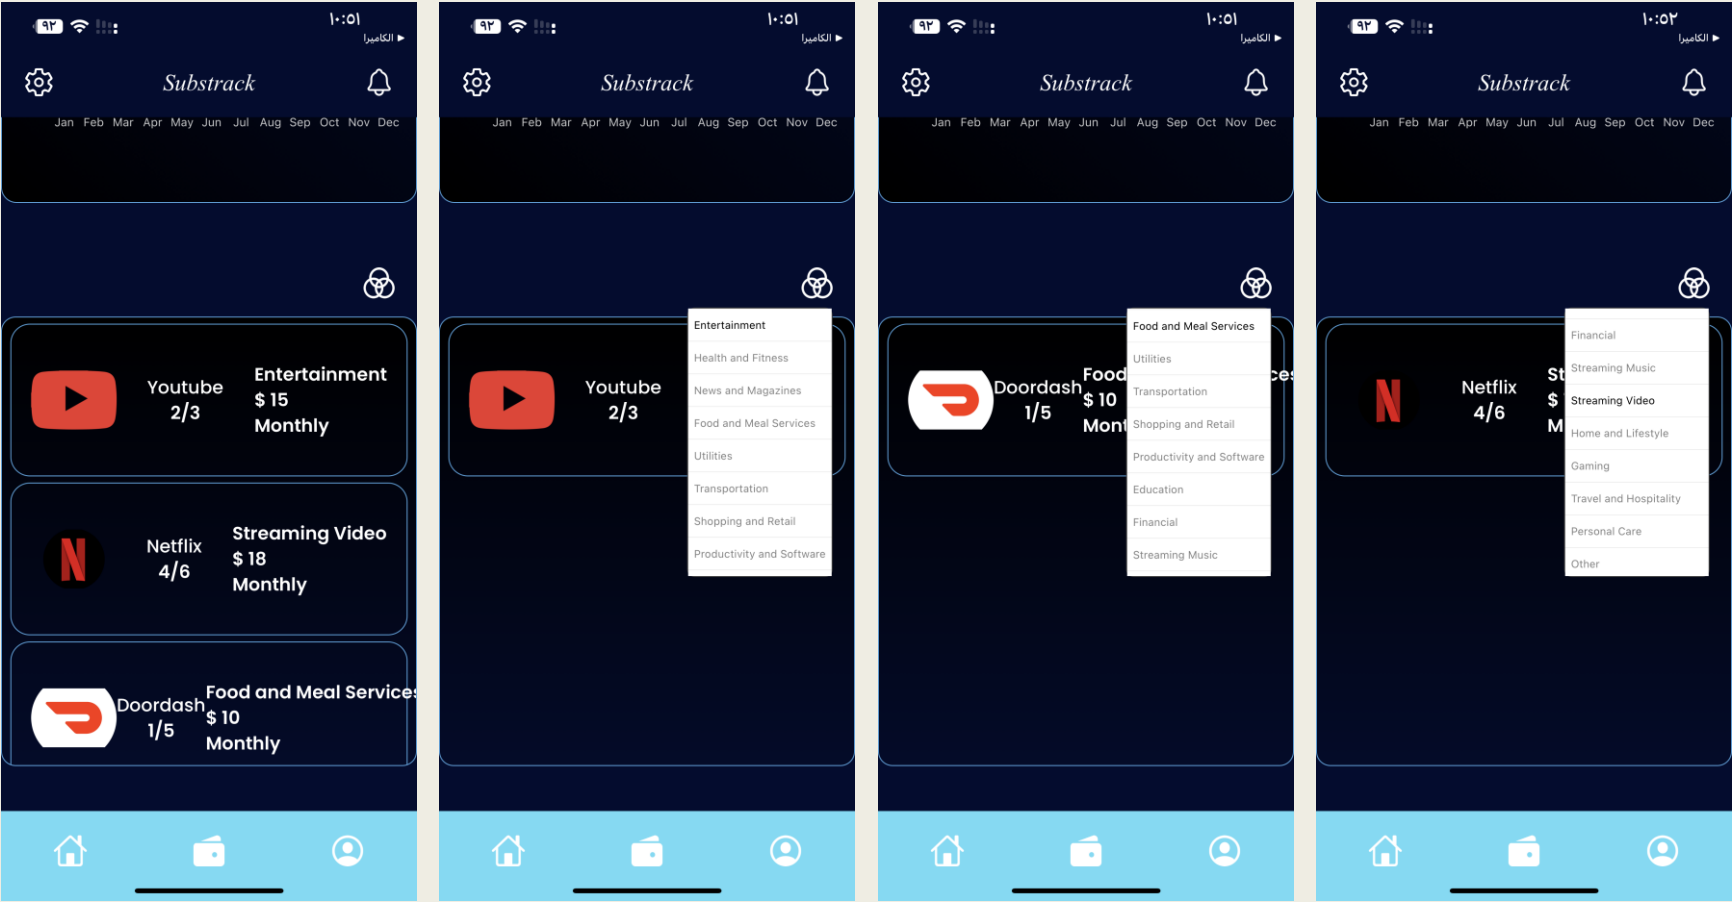 ٩٢
١٠:٥١
الكاميرا ◀
Substrack
Jan Feb Mar Apr May Jun Jul Aug Sep Oct Nov Dec
Youtube
2/3
Entertainment
$ 15
Monthly
Netflix
4/6
Streaming Video
$ 18
Monthly
Doordash
1/5
Food and Meal Services
$ 10
Monthly
٩٢
١٠:٥١
الكاميرا ◀
Substrack
Jan Feb Mar Apr May Jun Jul Aug Sep Oct Nov Dec
Youtube
2/3
Entertainment
Health and Fitness
News and Magazines
Food and Meal Services
Utilities
Transportation
Shopping and Retail
Productivity and Software
٩٢
١٠:٥١
الكاميرا ◀
Substrack
Jan Feb Mar Apr May Jun Jul Aug Sep Oct Nov Dec
Doordash
1/5
Food
$ 10
Mont
ces
Food and Meal Services
Utilities
Transportation
Shopping and Retail
Productivity and Software
Education
Financial
Streaming Music
٩٢
١٠:٥٢
الكاميرا ◀
Substrack
Jan Feb Mar Apr May Jun Jul Aug Sep Oct Nov Dec
Netflix
4/6
St
$
M
Financial
Streaming Music
Streaming Video
Home and Lifestyle
Gaming
Travel and Hospitality
Personal Care
Other